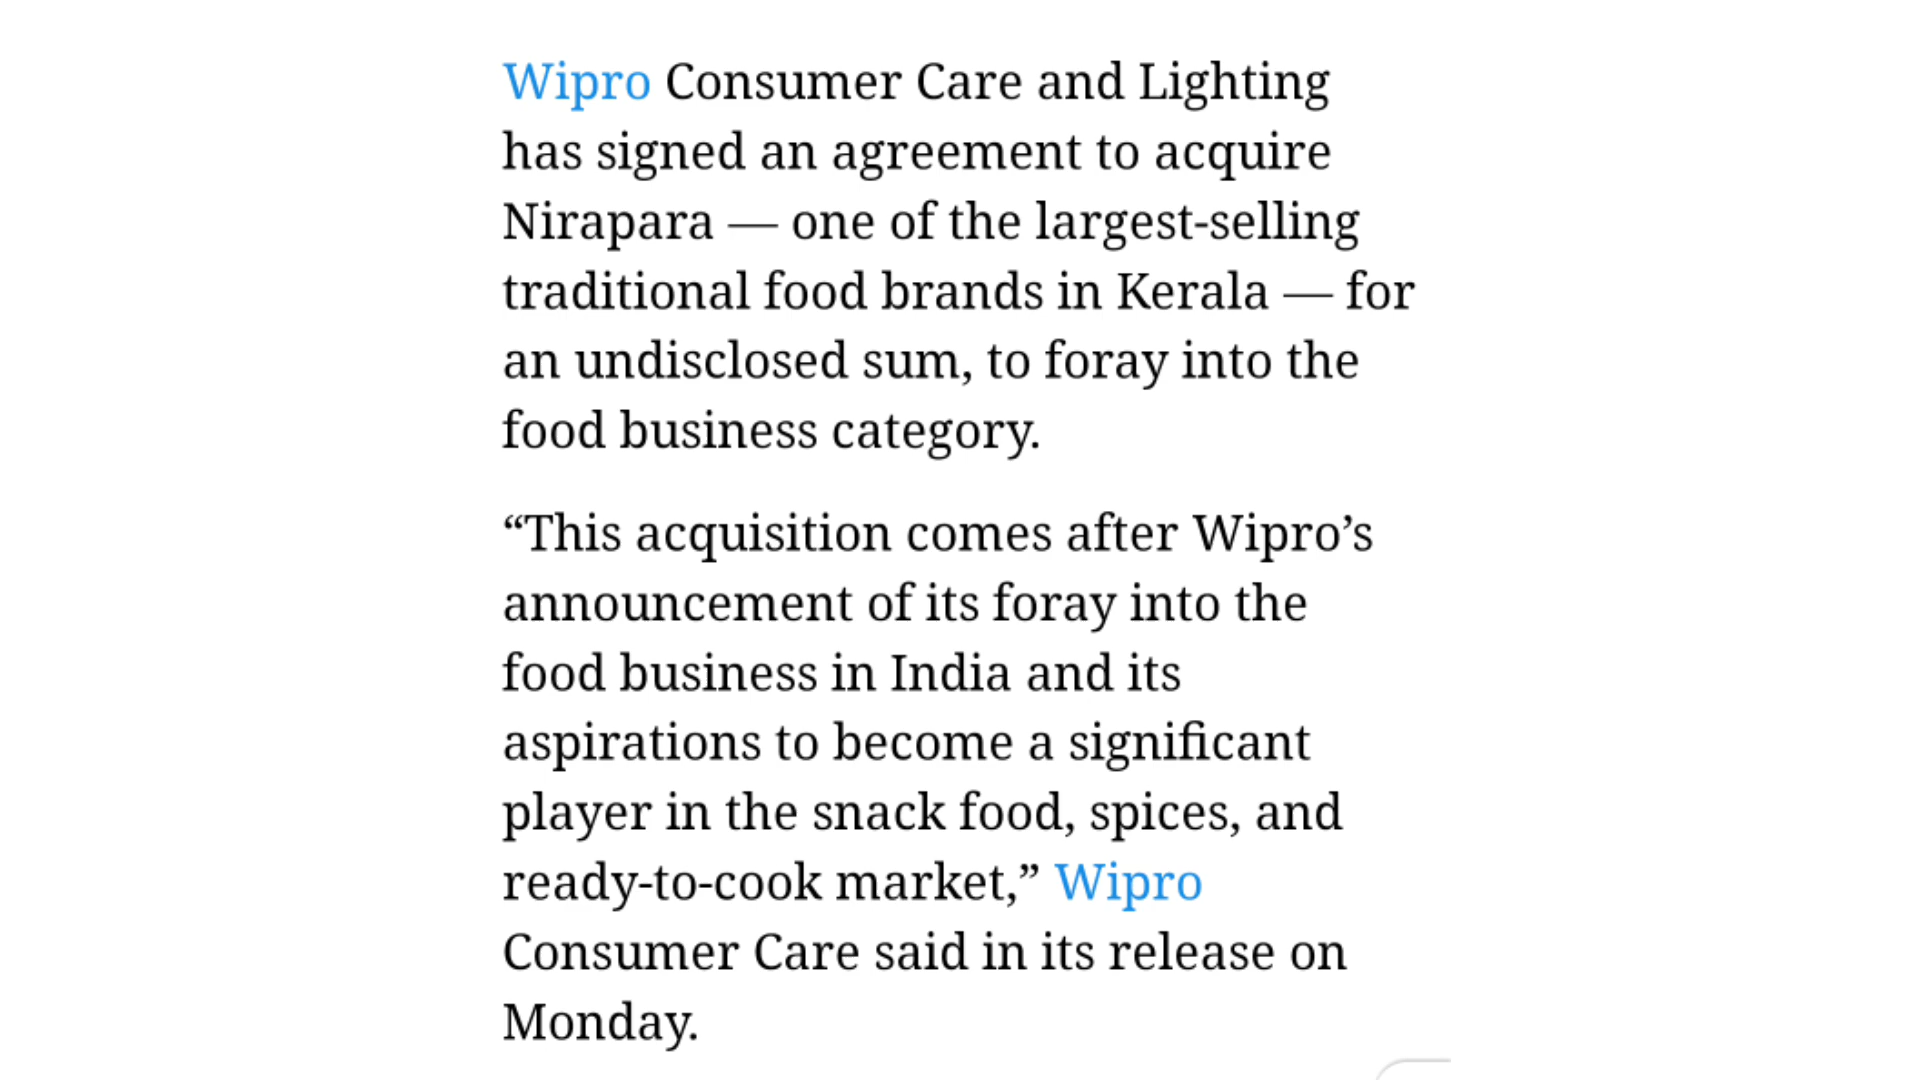 Wipro Consumer Care and Lighting
has signed an agreement to acquire
Nirapara — one of the largest-selling
traditional food brands in Kerala — for
an undisclosed sum, to foray into the
food business category.
“This acquisition comes after Wipro’s
announcement of its foray into the
food business in India and its
aspirations to become a significant
player in the snack food, spices, and
ready-to-cook market,” Wipro
Consumer Care said in its release on
Monday.